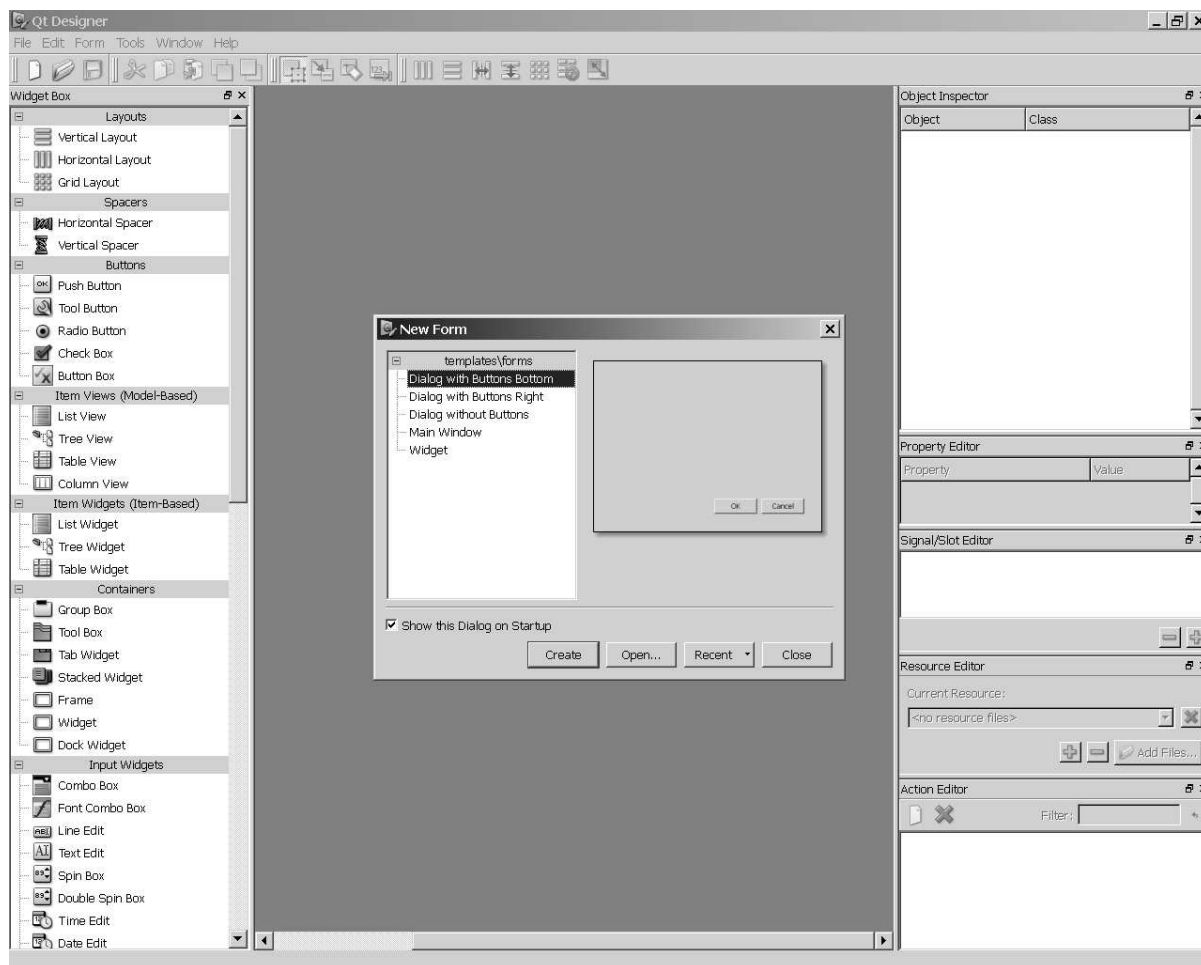 Qt Designer
File Edit Form Tools Window Help
Widget Box
Layouts
Vertical Layout
Horizontal Layout
Grid Layout
Spacers
Horizontal Spacer
Vertical Spacer
Buttons
OK Push Button
Tool Button
Radio Button
Check Box
Button Box
Item Views (Model-Based)
List View
Tree View
Table View
Column View
Item Widgets (Item-Based)
List Widget
Tree Widget
Table Widget
Containers
Group Box
Tool Box
Tab Widget
Stacked Widget
Frame
Widget
Dock Widget
Input Widgets
Combo Box
Font Combo Box
Line Edit
AI Text Edit
Spin Box
Double Spin Box
Time Edit
Date Edit
New Form
templates\forms
Dialog with Buttons Bottom
Dialog with Buttons Right
Dialog without Buttons
Main Window
Widget
OK Cancel
Show this Dialog on Startup
Create Open... Recent Close
Object Inspector
Object Class
Property Editor
Property Value
Signal/Slot Editor
Resource Editor
Current Resource:
<no resource files>
Add Files...
Action Editor
Filter: